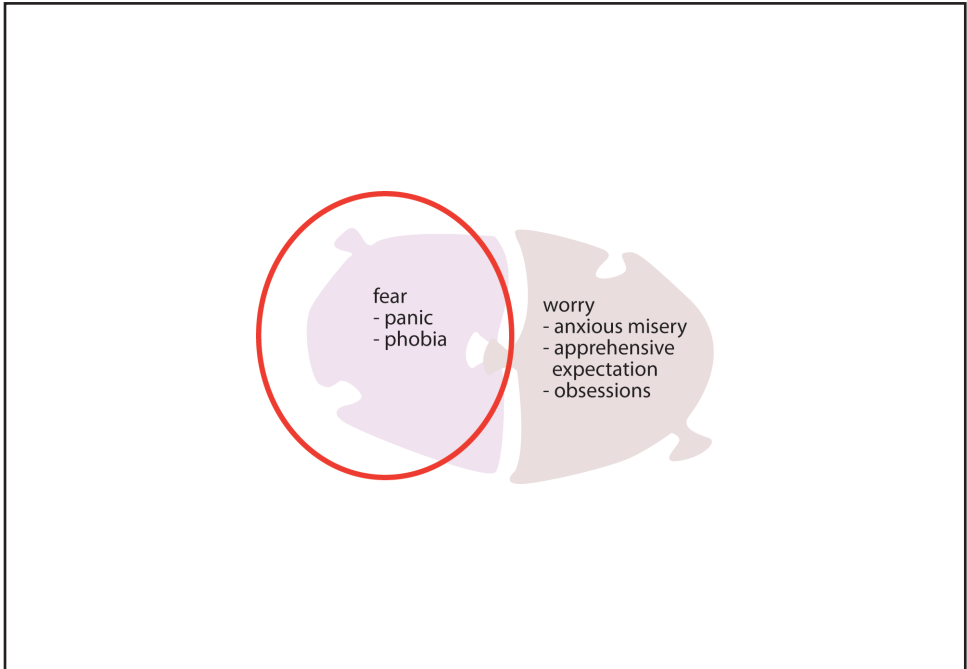 fear
- panic
- phobia
worry
- anxious misery
- apprehensive
expectation
- obsessions